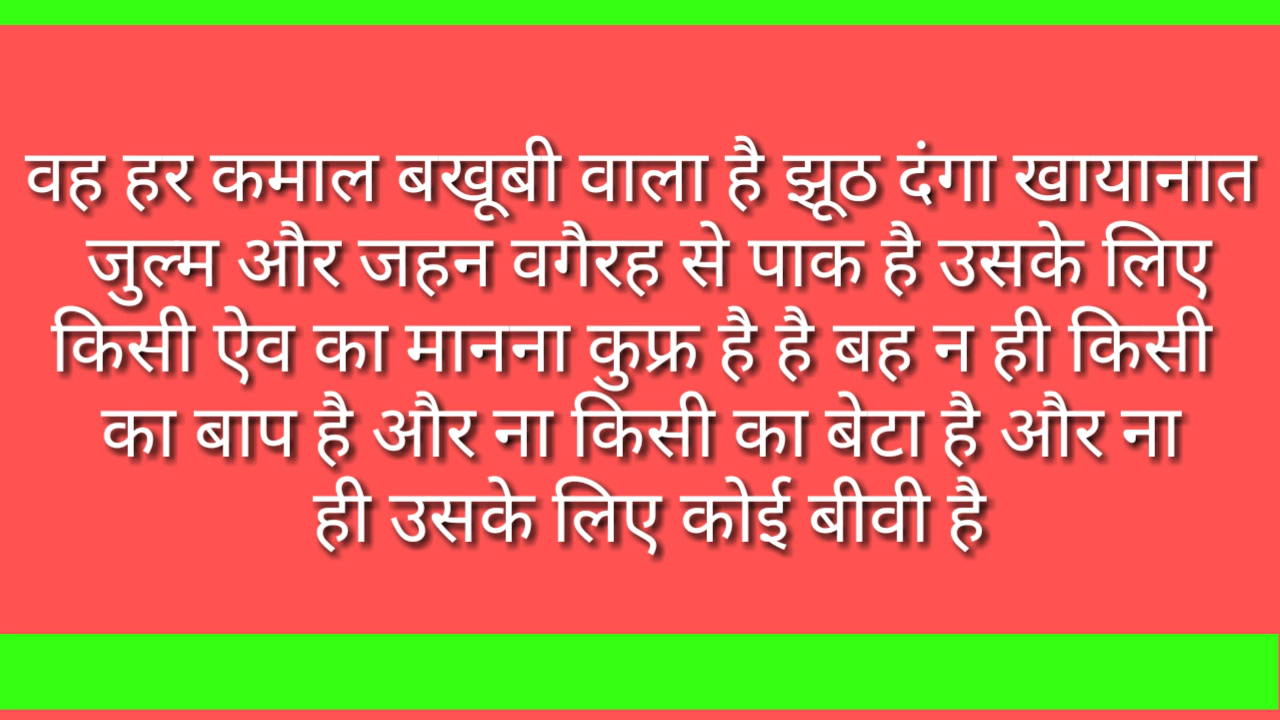 वह हर कमाल बखूबी वाला है झूठ दंगा खायानात
जुल्म और जहन वगैरह से पाक है उसके लिए
किसी ऐव का मानना कुफ्र है है बह न ही किसी
का बाप है और ना किसी का बेटा है और ना
ही उसके लिए कोई बीवी है